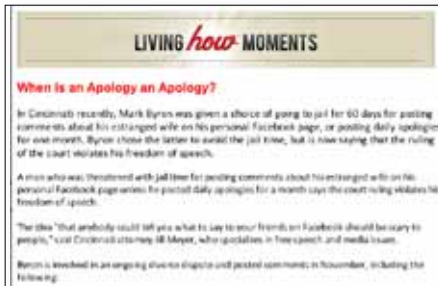 LIVING how MOMENTS
When is an Apology an Apology?
In Cincinnati recently, Mark Byron was given a choice of going to jail for 60 days for posting
comments about his estranged wife on his personal Facebook page, or posting daily apologies
for one month. Byron chose the latter to avoid the jail time, but is now saying that the ruling
of the court violates his freedom of speech.
A man who was threatened with jail time for posting comments about his estranged wife on his
personal Facebook page unless he posted daily apologies for a month says the court ruling violates his
freedom of speech.
The idea "that anybody could tell you what to say to your friends on Facebook should be scary to
people," said Cincinnati attorney Jill Meyer, who specializes in free speech and media issues.
Byron is involved in an ongoing divorce dispute and posted comments in November, including the
following: